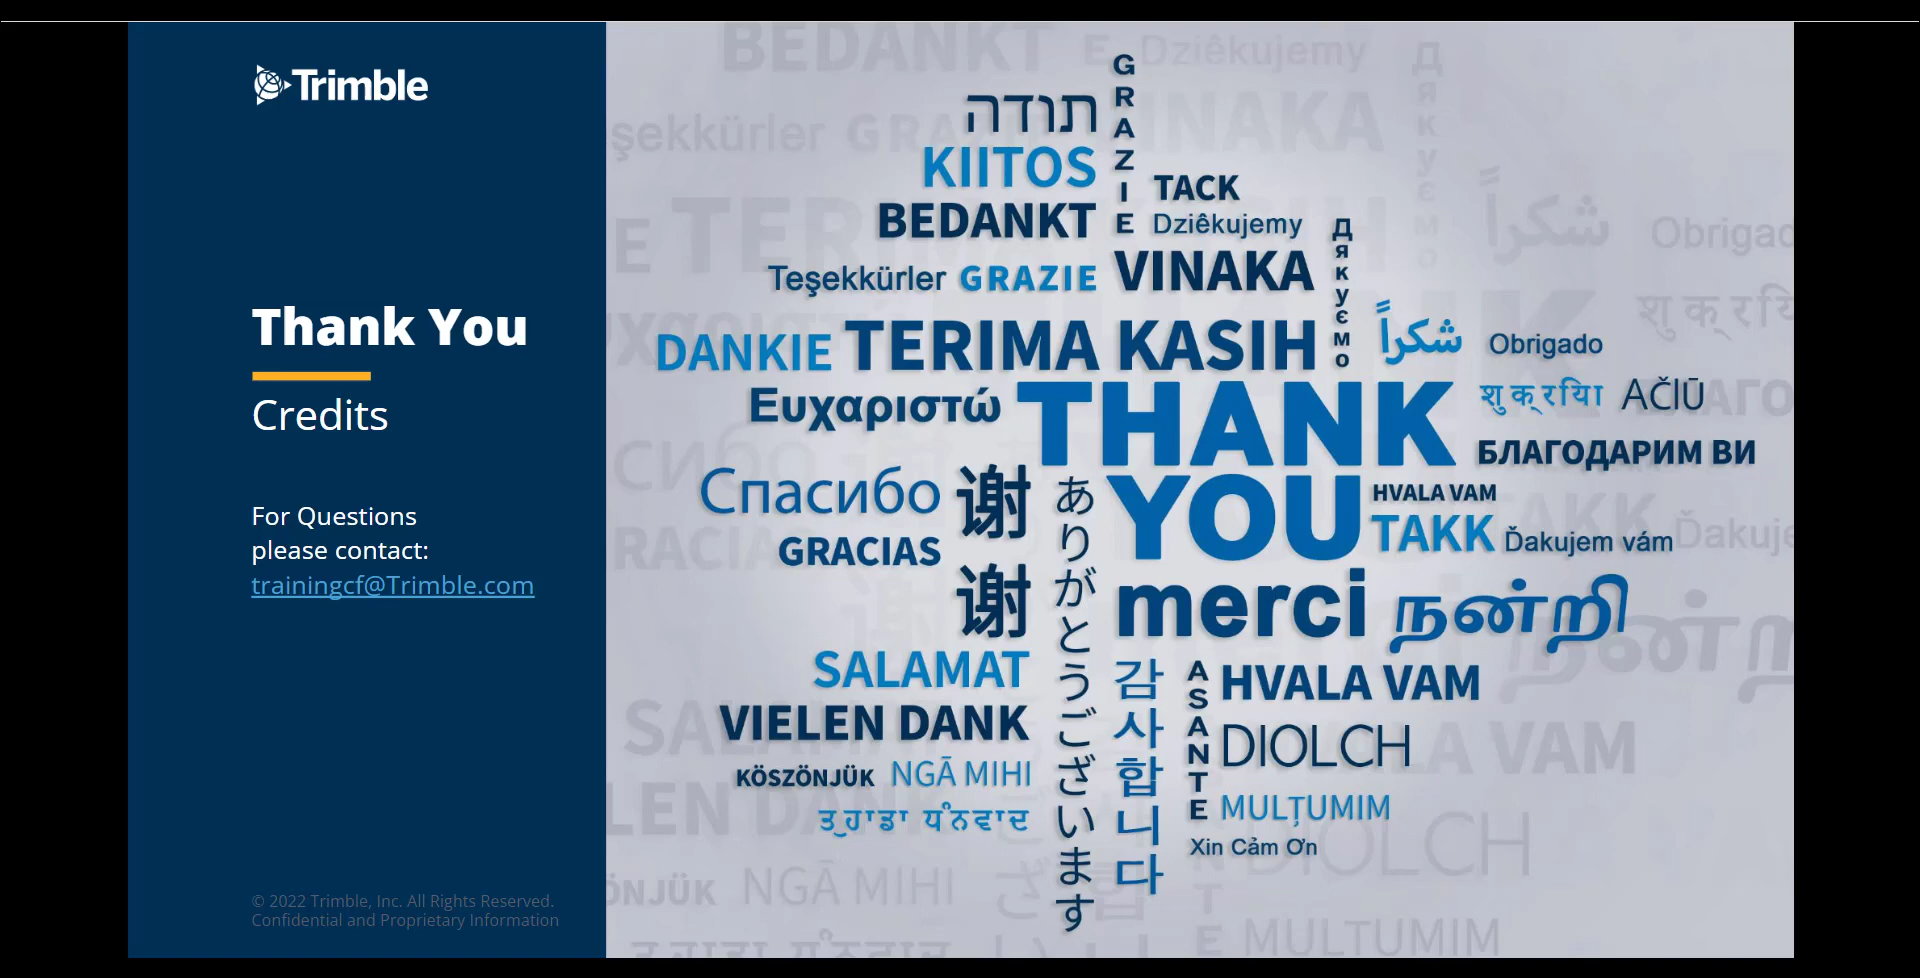 Trimble
Thank You
Credits
For Questions
please contact:
trainingcf@Trimble.com
© 2022 Trimble, Inc. All Rights Reserved.
Confidential and Proprietary Information
GRAZIE
תודה
KIITOS
TACK
BEDANKT
Dziêkujemy
Teşekkürler
GRAZIE
VINAKA
Дякуємо
DANKIE
TERIMA KASIH
شكراً
Obrigado
Ευχαριστώ
THANK
YOU
AČIŪ
БЛАГОДАРИМ ВИ
Спасибо
谢谢
ありがとうございます
HVALA VAM
TAKK
Ďakujem vám
GRACIAS
merci
நன்றி
SALAMAT
감사합니다
ASANTE
HVALA VAM
VIELEN DANK
DIOLCH
KÖSZÖNJÜK
NGĀ MIHI
MULȚUMIM
ਤੁਹਾਡਾ ਧੰਨਵਾਦ
Xin Cảm Ơn